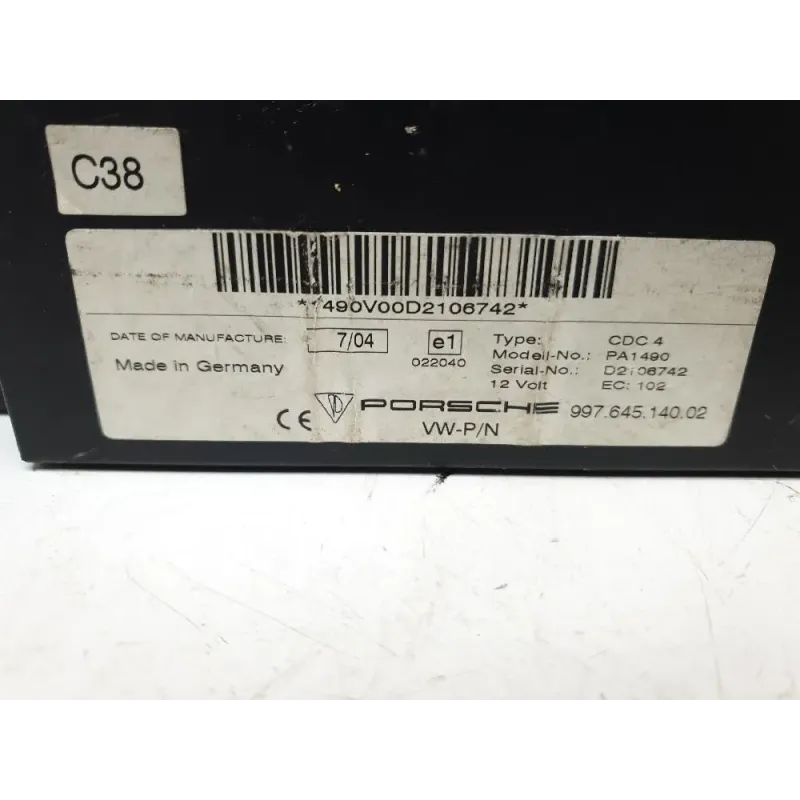 C38
*1490V00D2106742*
DATE OF MANUFACTURE: 7/04 e1 Type: CDC 4
022040 Modell-No.: PA1490
Made in Germany Serial-No.: D2106742
12 Volt EC: 102
CE PORSCHE 997.645.140.02
VW-P/N